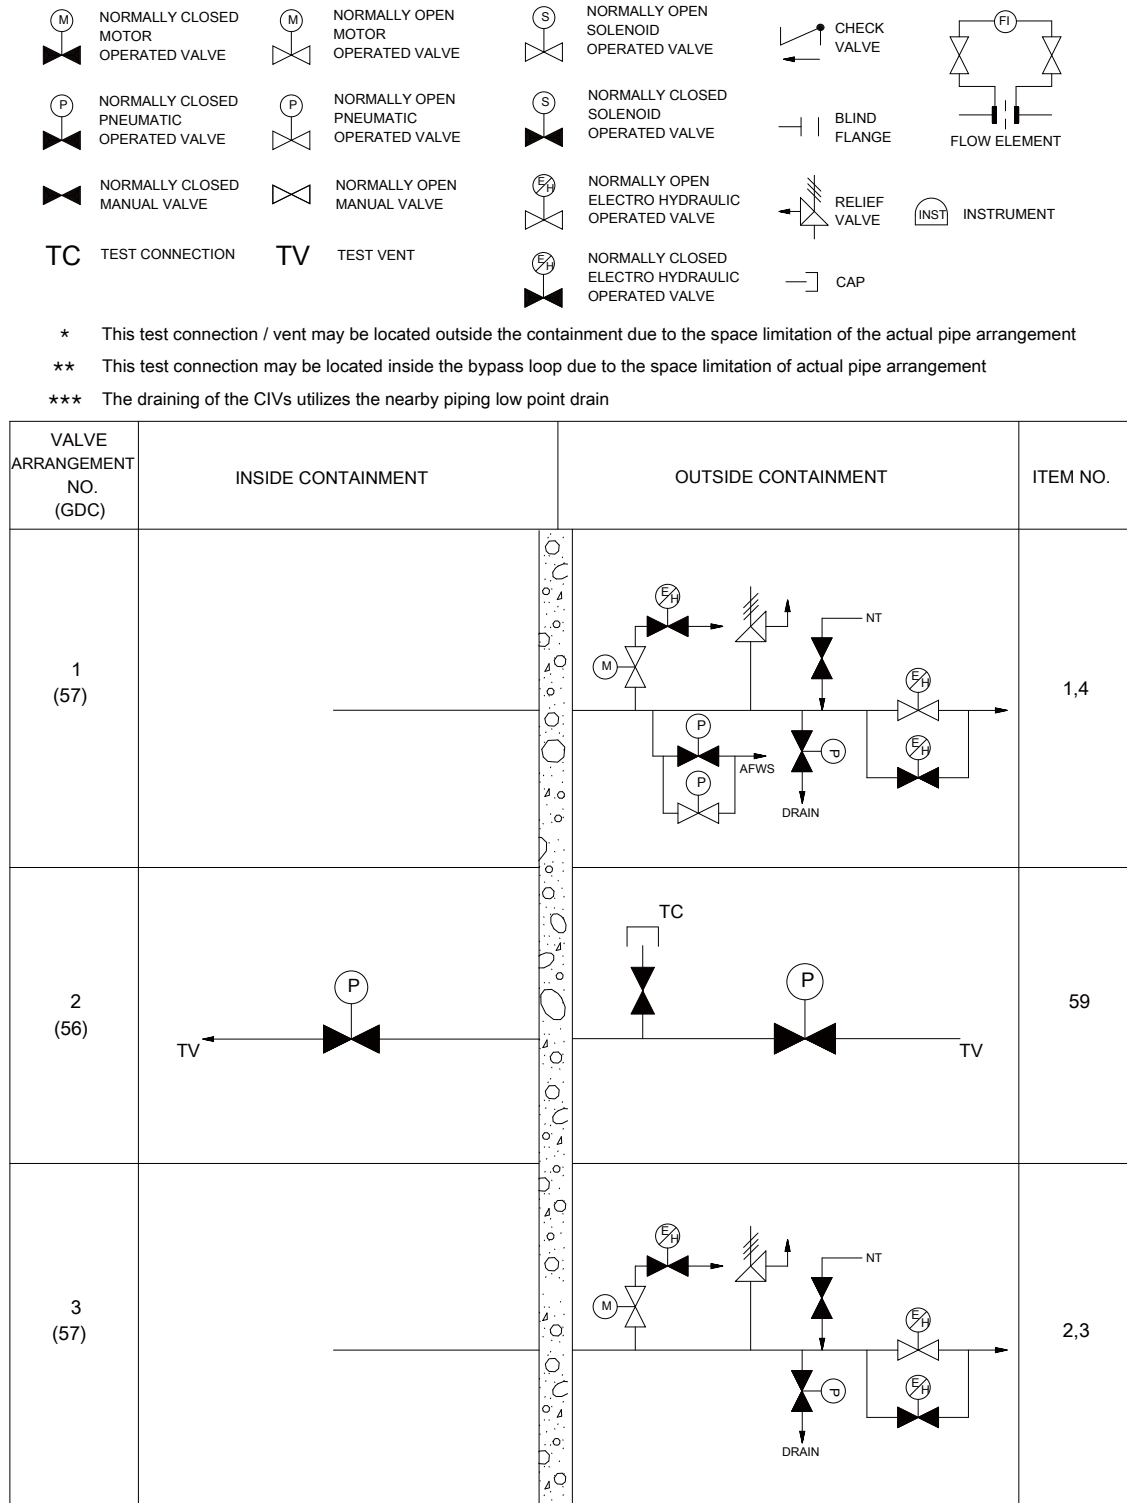 M
NORMALLY CLOSED
MOTOR
OPERATED VALVE
M
NORMALLY OPEN
MOTOR
OPERATED VALVE
S
NORMALLY OPEN
SOLENOID
OPERATED VALVE
CHECK
VALVE
FI
FLOW ELEMENT
P
NORMALLY CLOSED
PNEUMATIC
OPERATED VALVE
P
NORMALLY OPEN
PNEUMATIC
OPERATED VALVE
S
NORMALLY CLOSED
SOLENOID
OPERATED VALVE
BLIND
FLANGE
NORMALLY CLOSED
MANUAL VALVE
NORMALLY OPEN
MANUAL VALVE
E/H
NORMALLY OPEN
ELECTRO HYDRAULIC
OPERATED VALVE
RELIEF
VALVE
INST
INSTRUMENT
TC TEST CONNECTION
TV TEST VENT
E/H
NORMALLY CLOSED
ELECTRO HYDRAULIC
OPERATED VALVE
CAP
* This test connection / vent may be located outside the containment due to the space limitation of the actual pipe arrangement
** This test connection may be located inside the bypass loop due to the space limitation of actual pipe arrangement
*** The draining of the CIVs utilizes the nearby piping low point drain
VALVE
ARRANGEMENT
NO.
(GDC)
INSIDE CONTAINMENT
OUTSIDE CONTAINMENT
ITEM NO.
1
(57)
E/H
NT
M
E/H
P
E/H
P
AFWS
P
DRAIN
1,4
2
(56)
P
TV
TC
P
TV
59
3
(57)
E/H
NT
M
E/H
E/H
P
DRAIN
2,3